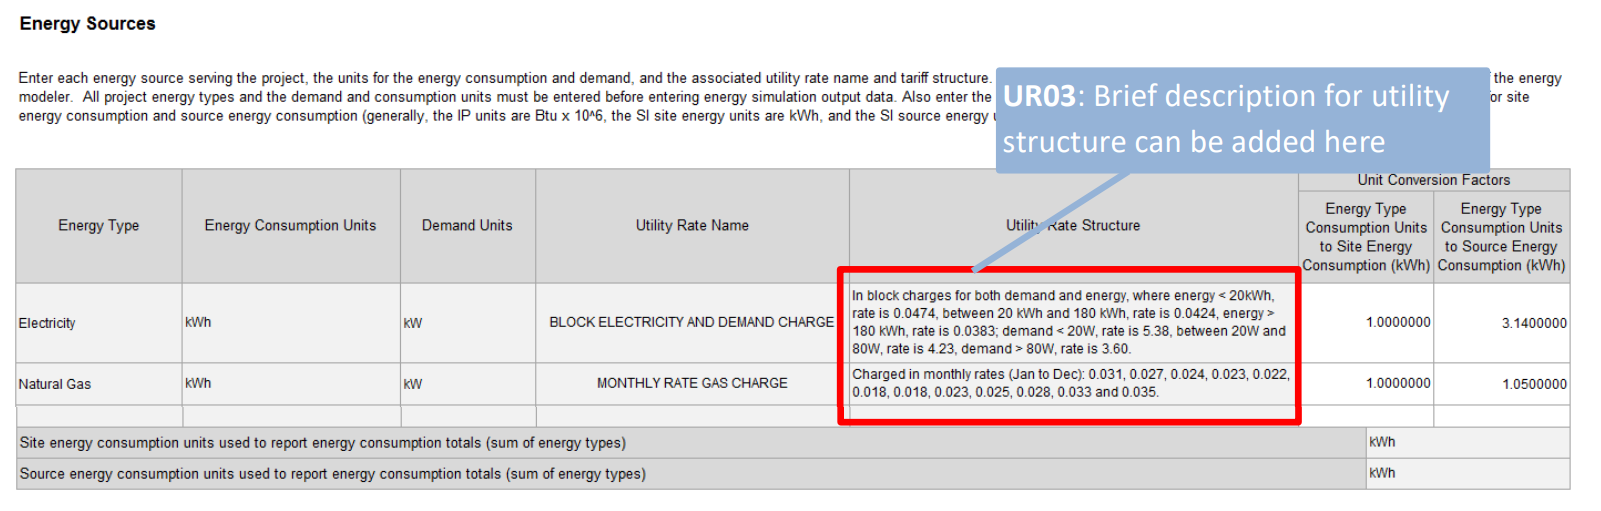 Energy Sources
Enter each energy source serving the project, the units for the energy consumption and demand, and the associated utility rate name and tariff structure. the energy
modeler. All project energy types and the demand and consumption units must be entered before entering energy simulation output data. Also enter the or site
energy consumption and source energy consumption (generally, the IP units are Btu x 10^6, the SI site energy units are kWh, and the SI source energy
UR03: Brief description for utility
structure can be added here
Unit Conversion Factors
Energy Type
Energy Consumption Units
Demand Units
Utility Rate Name
Utility Rate Structure
Energy Type
Consumption Units
to Site Energy
Consumption (kWh)
Energy Type
Consumption Units
to Source Energy
Consumption (kWh)
Electricity
kWh
kW
BLOCK ELECTRICITY AND DEMAND CHARGE
In block charges for both demand and energy, where energy < 20kWh,
rate is 0.0474, between 20 kWh and 180 kWh, rate is 0.0424, energy >
180 kWh, rate is 0.0383; demand < 20W, rate is 5.38, between 20W and
80W, rate is 4.23, demand > 80W, rate is 3.60.
1.0000000
3.1400000
Natural Gas
kWh
kW
MONTHLY RATE GAS CHARGE
Charged in monthly rates (Jan to Dec): 0.031, 0.027, 0.024, 0.023, 0.022,
0.018, 0.018, 0.023, 0.025, 0.028, 0.033 and 0.035.
1.0000000
1.0500000
Site energy consumption units used to report energy consumption totals (sum of energy types)
kWh
Source energy consumption units used to report energy consumption totals (sum of energy types)
kWh